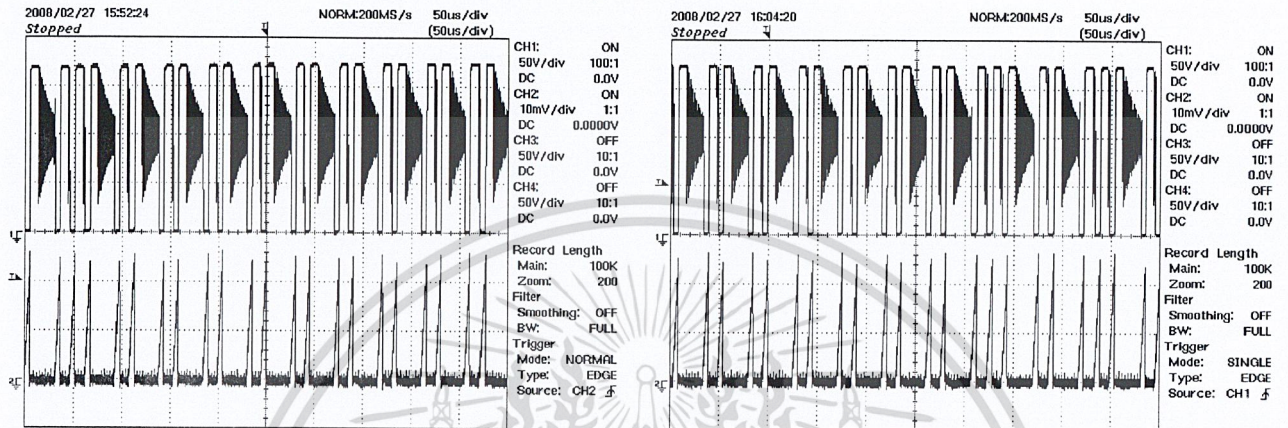 2008/02/27 15:52:24
Stopped
NORM:200MS/s 50us/div
(50us/div)
CH1: ON
50V/div 100:1
DC 0.0V
CH2: ON
10mV/div 1:1
DC 0.0000V
CH3: OFF
50V/div 10:1
DC 0.0V
CH4: OFF
50V/div 10:1
DC 0.0V
Record Length
Main: 100K
Zoom: 200
Filter
Smoothing: OFF
BW: FULL
Trigger
Mode: NORMAL
Type: EDGE
Source: CH2
2008/02/27 16:04:20
Stopped
NORM:200MS/s 50us/div
(50us/div)
CH1: ON
50V/div 100:1
DC 0.0V
CH2: ON
10mV/div 1:1
DC 0.0000V
CH3: OFF
50V/div 10:1
DC 0.0V
CH4: OFF
50V/div 10:1
DC 0.0V
Record Length
Main: 100K
Zoom: 200
Filter
Smoothing: OFF
BW: FULL
Trigger
Mode: SINGLE
Type: EDGE
Source: CH1